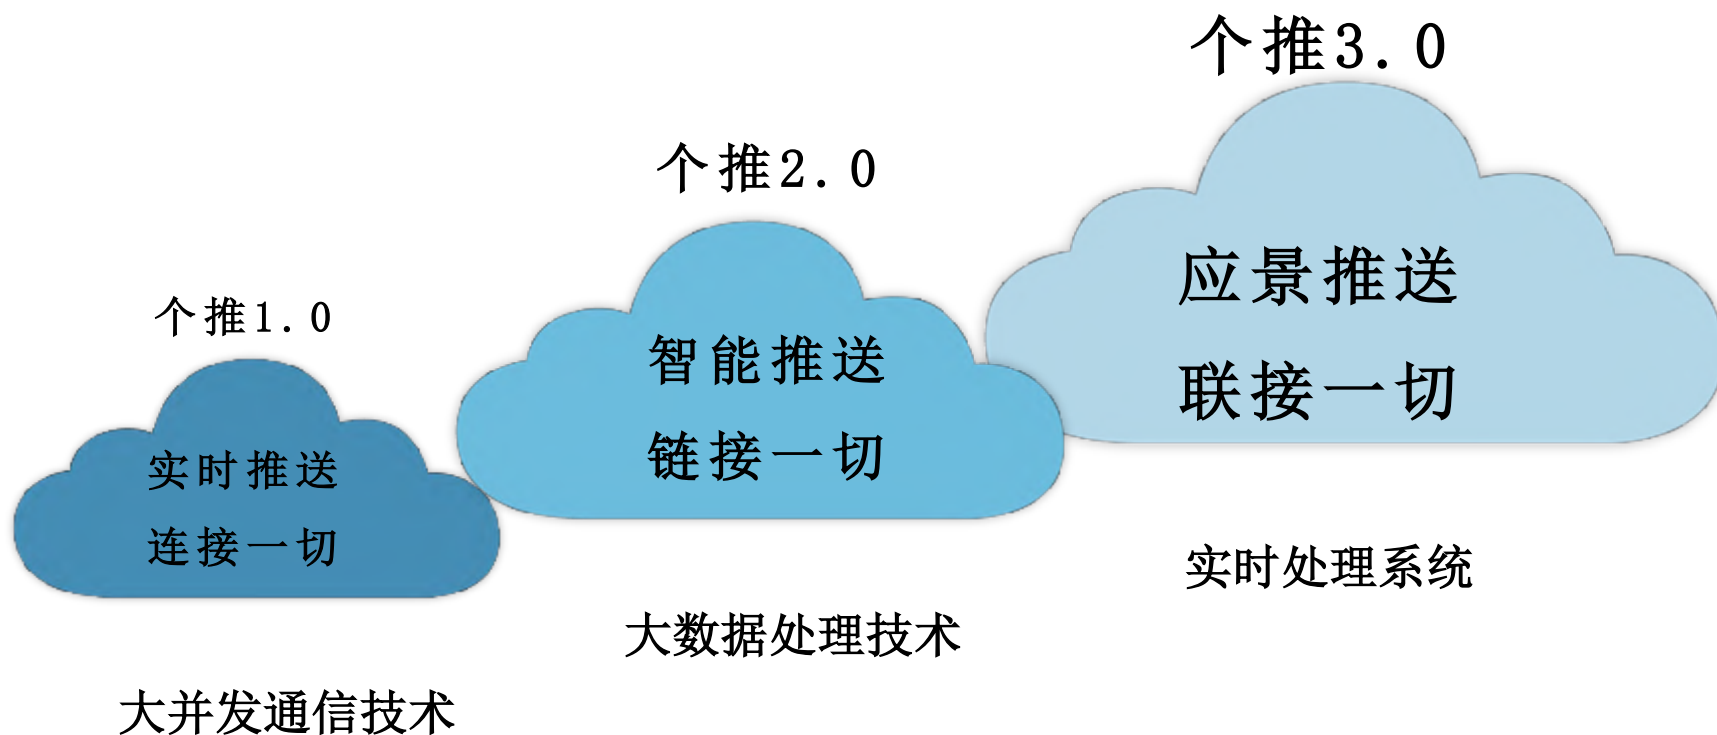 个推1.0
实时推送
连接一切
大并发通信技术
个推2.0
智能推送
链接一切
大数据处理技术
个推3.0
应景推送
联接一切
实时处理系统